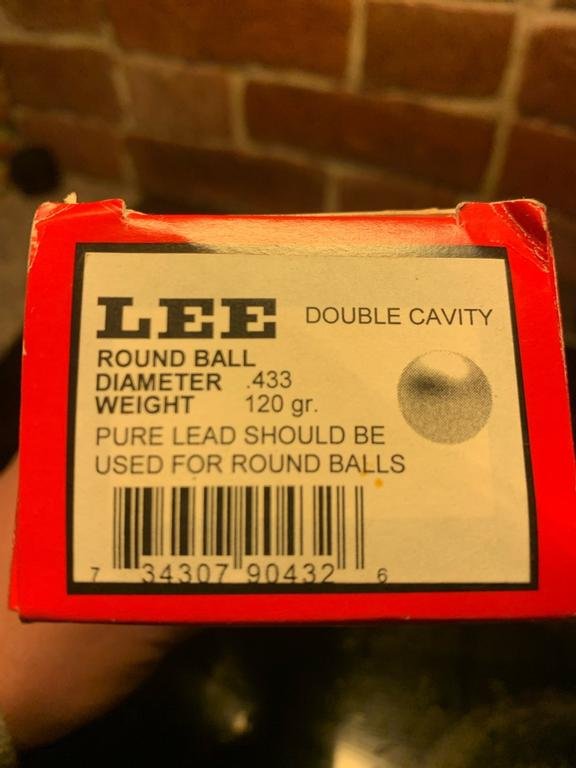 LEE DOUBLE CAVITY
ROUND BALL
DIAMETER .433
WEIGHT 120 gr.
PURE LEAD SHOULD BE
USED FOR ROUND BALLS
7 34307 90432 6